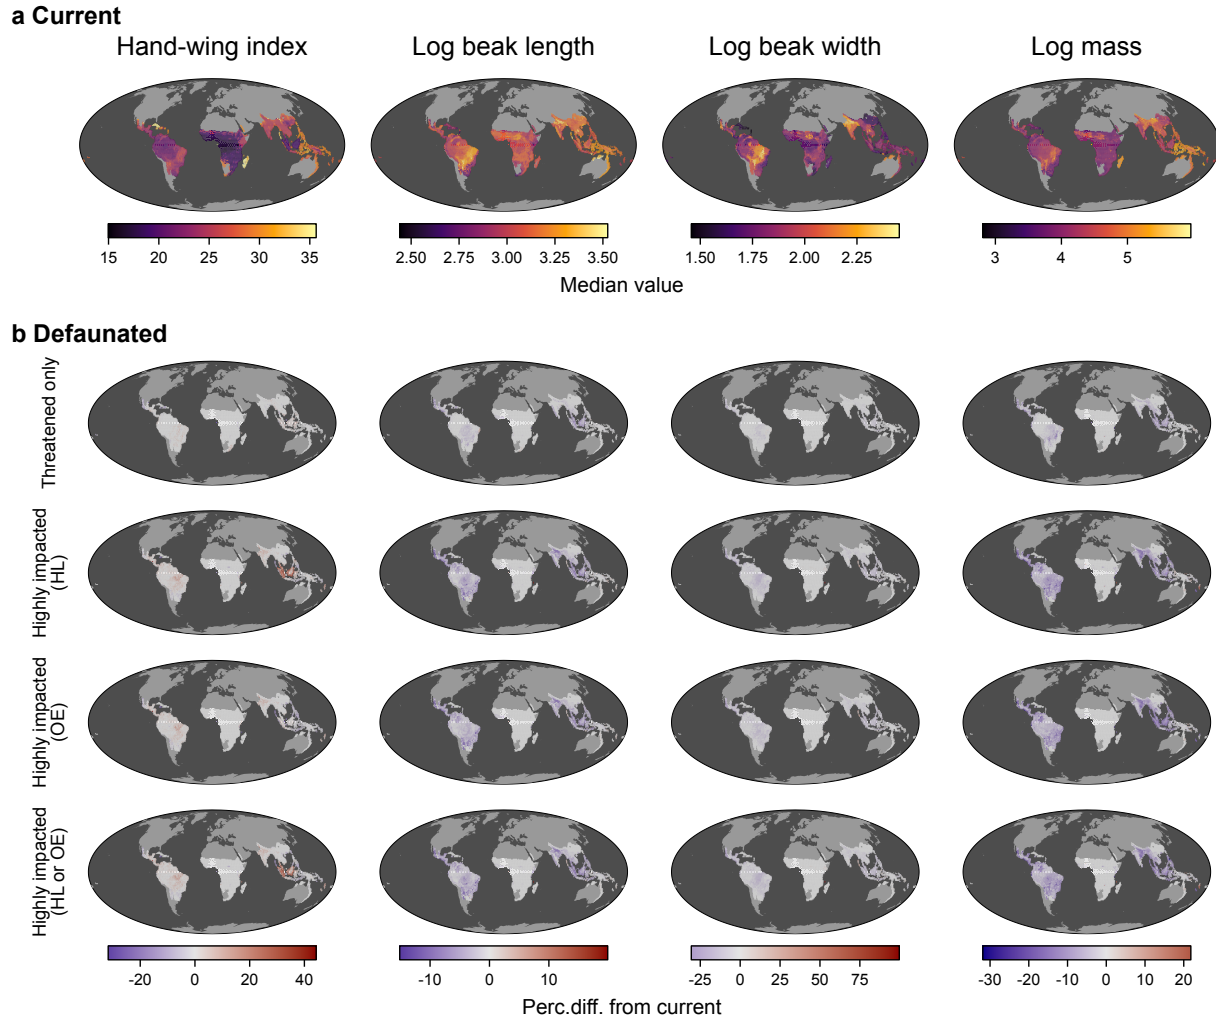 a Current
Hand-wing index Log beak length Log beak width Log mass
15 20 25 30 35 2.50 2.75 3.00 3.25 3.50 1.50 1.75 2.00 2.25 3 4 5
Median value
b Defaunated
Threatened only
Highly impacted
(HL)
Highly impacted
(OE)
Highly impacted
(HL or OE)
-20 0 20 40 -10 0 10 -25 0 25 50 75 -30 -20 -10 0 10 20
Perc.diff. from current